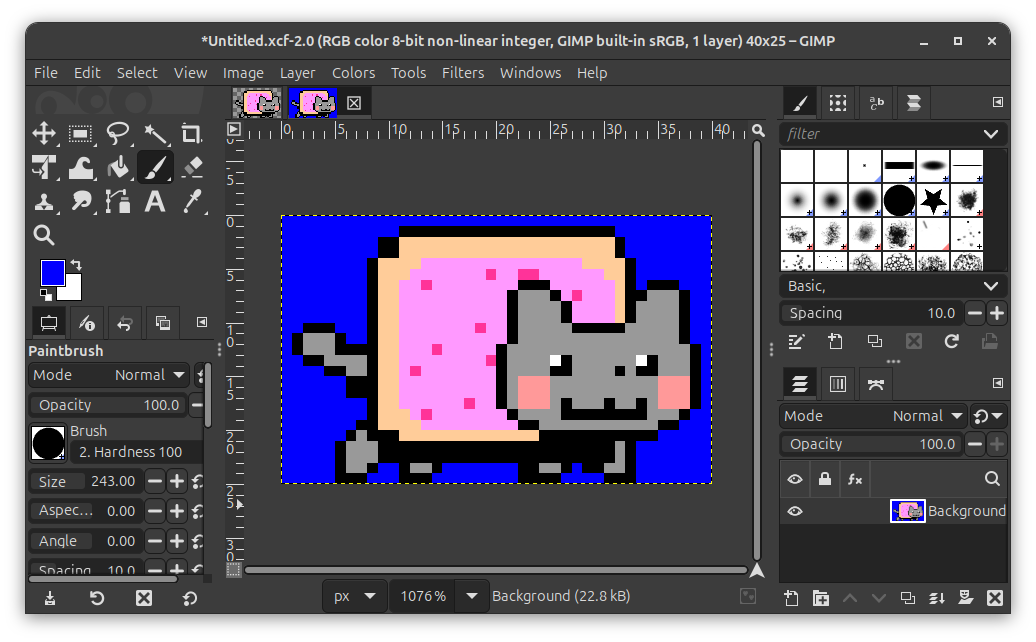 *Untitled.xcf-2.0 (RGB color 8-bit non-linear integer, GIMP built-in sRGB, 1 layer) 40x25 – GIMP
File Edit Select View Image Layer Colors Tools Filters Windows Help
0 5 10 15 20 25 30 35 40
filter
0
5
0
5
10
15
20
25
30
Basic,
Spacing 10.0
Paintbrush
Mode Normal
Opacity 100.0
Brush
2. Hardness 100
Size 243.00
Aspec... 0.00
Angle 0.00
Spacing 10.0
Mode Normal
Opacity 100.0
fx
Background
px 1076% Background (22.8 kB)